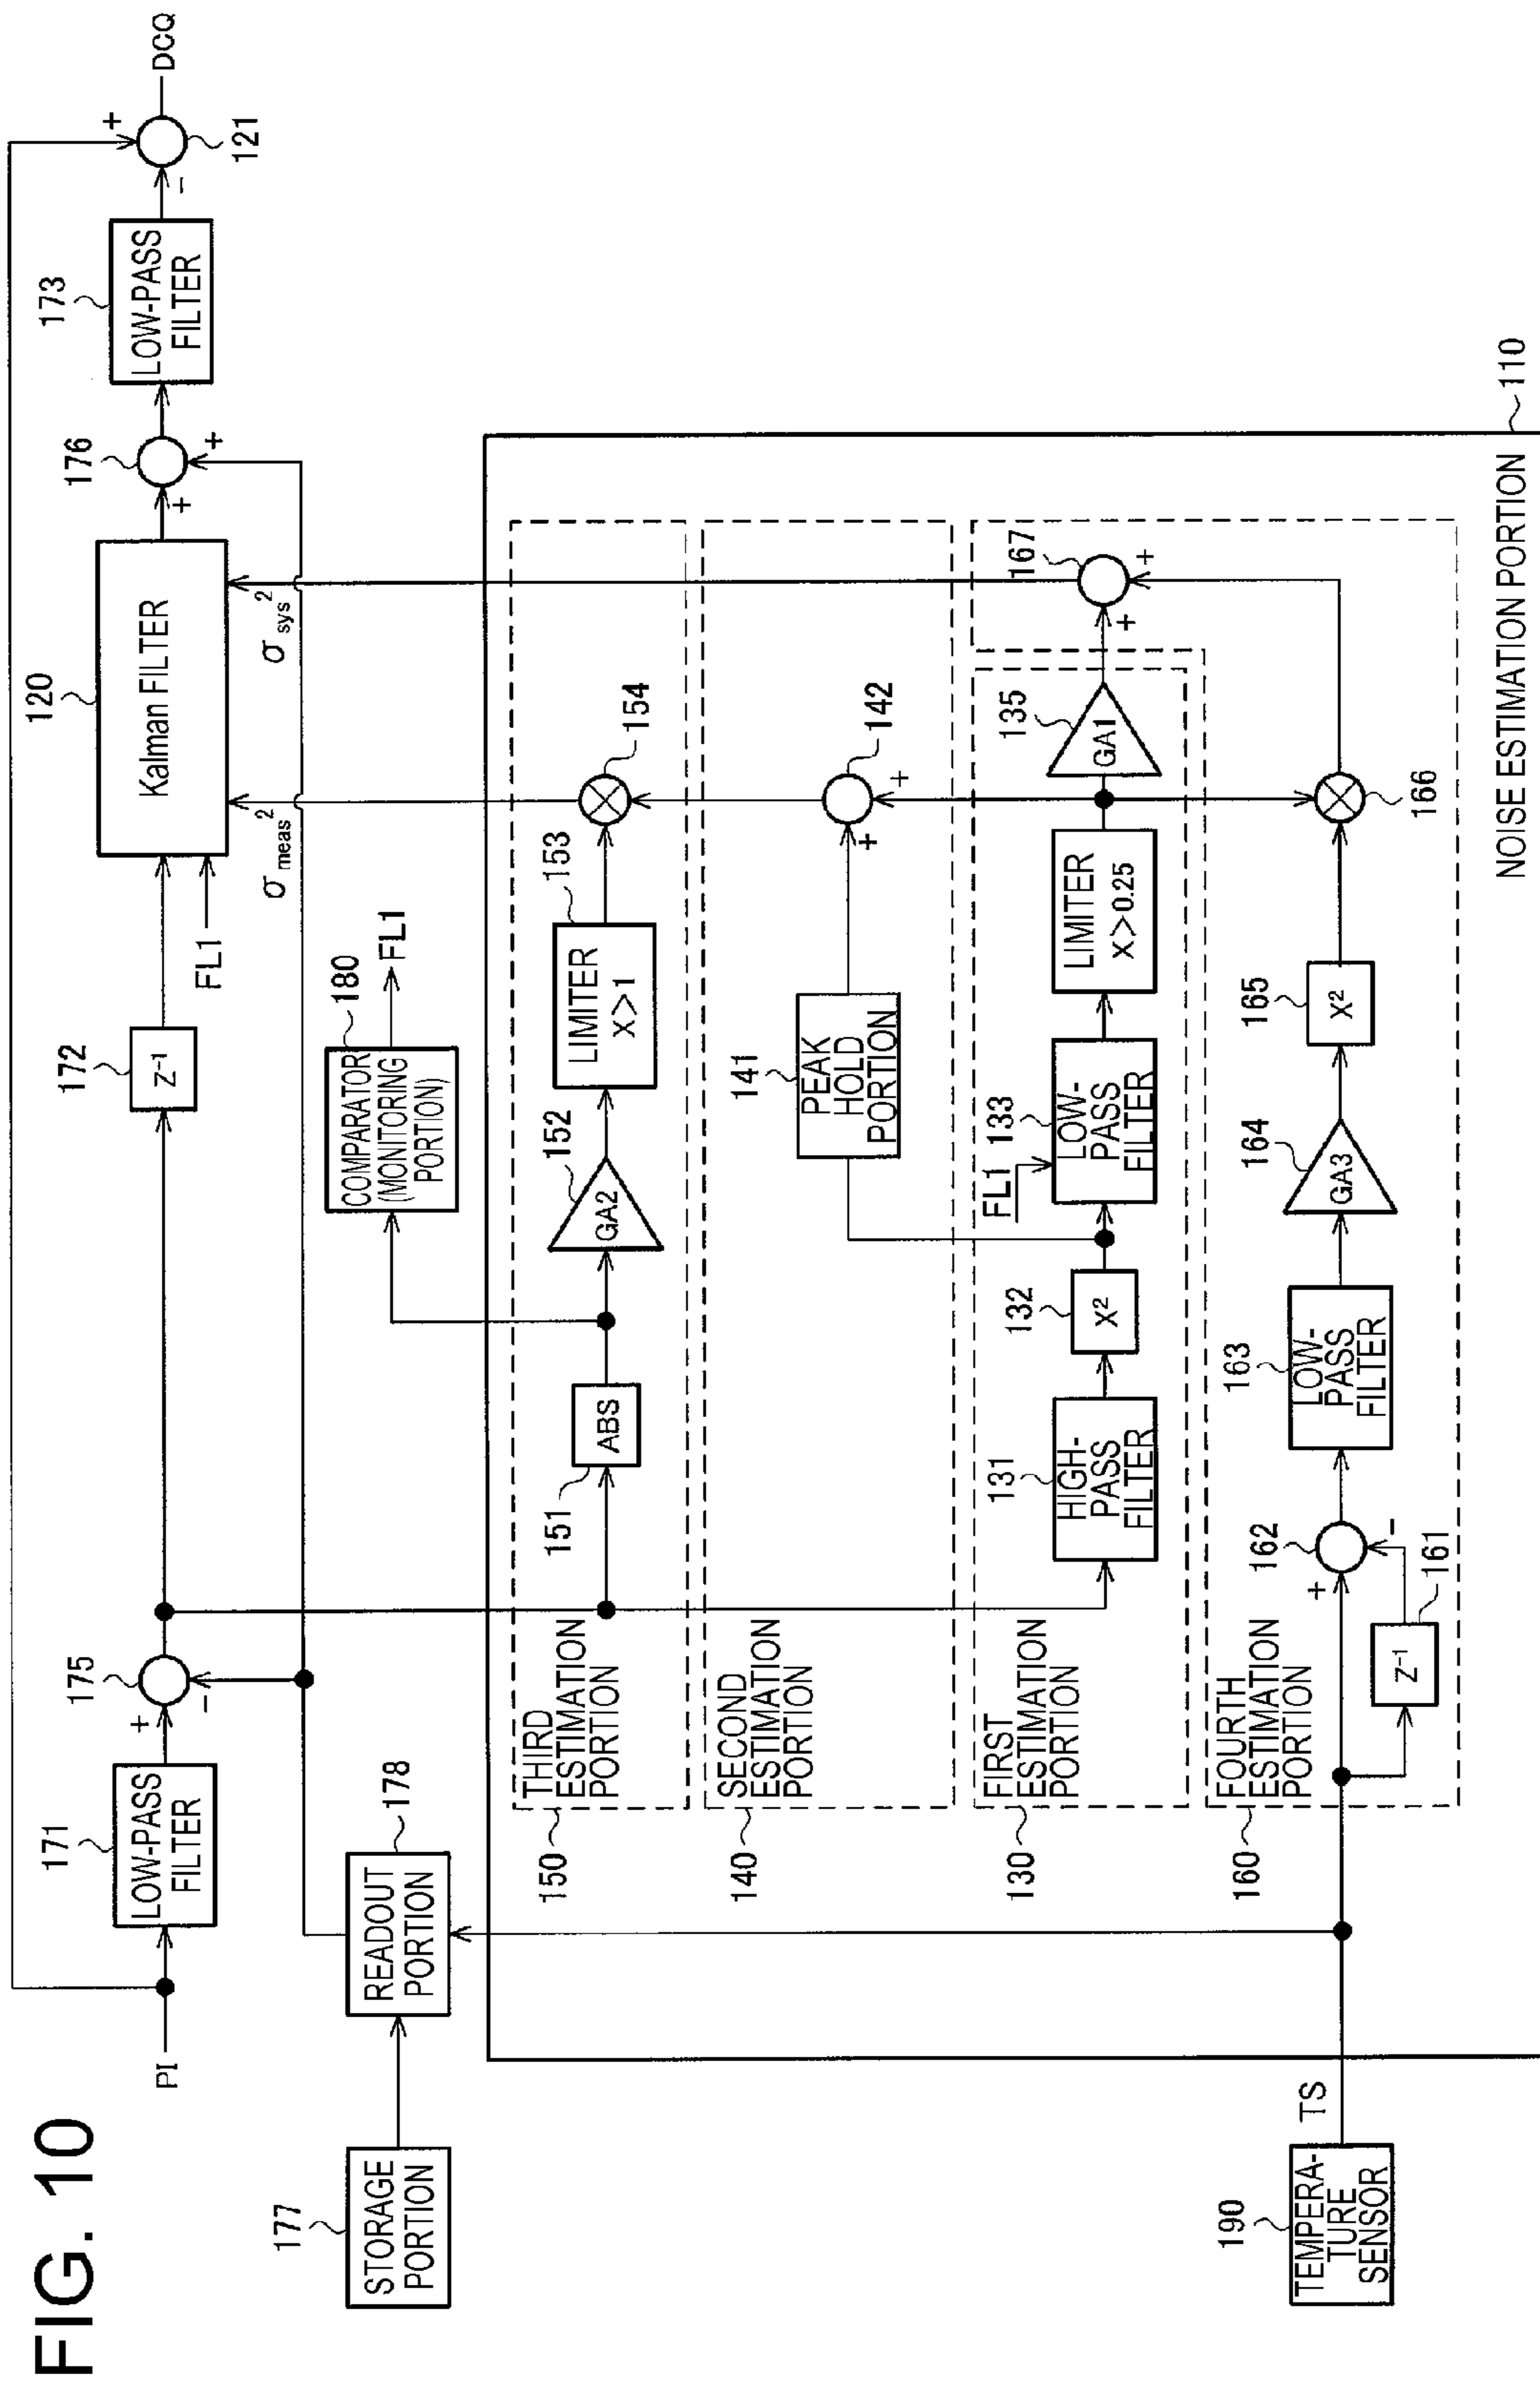 FIG. 10
PI
171
LOW-PASS
FILTER
+
-
175
172
Z-1
FL1
120
Kalman FILTER
σmeas2
σsys2
+
+
176
173
LOW-PASS
FILTER
-
+
121
DCQ
177
STORAGE
PORTION
178
READOUT
PORTION
180
COMPARATOR
(MONITORING
PORTION)
FL1
150
THIRD
ESTIMATION
PORTION
151
ABS
152
GA2
153
LIMITER
X>1
154
140
SECOND
ESTIMATION
PORTION
141
PEAK
HOLD
PORTION
+
+
142
130
FIRST
ESTIMATION
PORTION
131
HIGH-
PASS
FILTER
132
X2
FL1
133
LOW-
PASS
FILTER
LIMITER
X>0.25
135
GA1
+
+
167
160
FOURTH
ESTIMATION
PORTION
161
Z-1
+
-
162
163
LOW-
PASS
FILTER
164
GA3
165
X2
166
190
TEMPERA-
TURE
SENSOR
TS
NOISE ESTIMATION PORTION
110